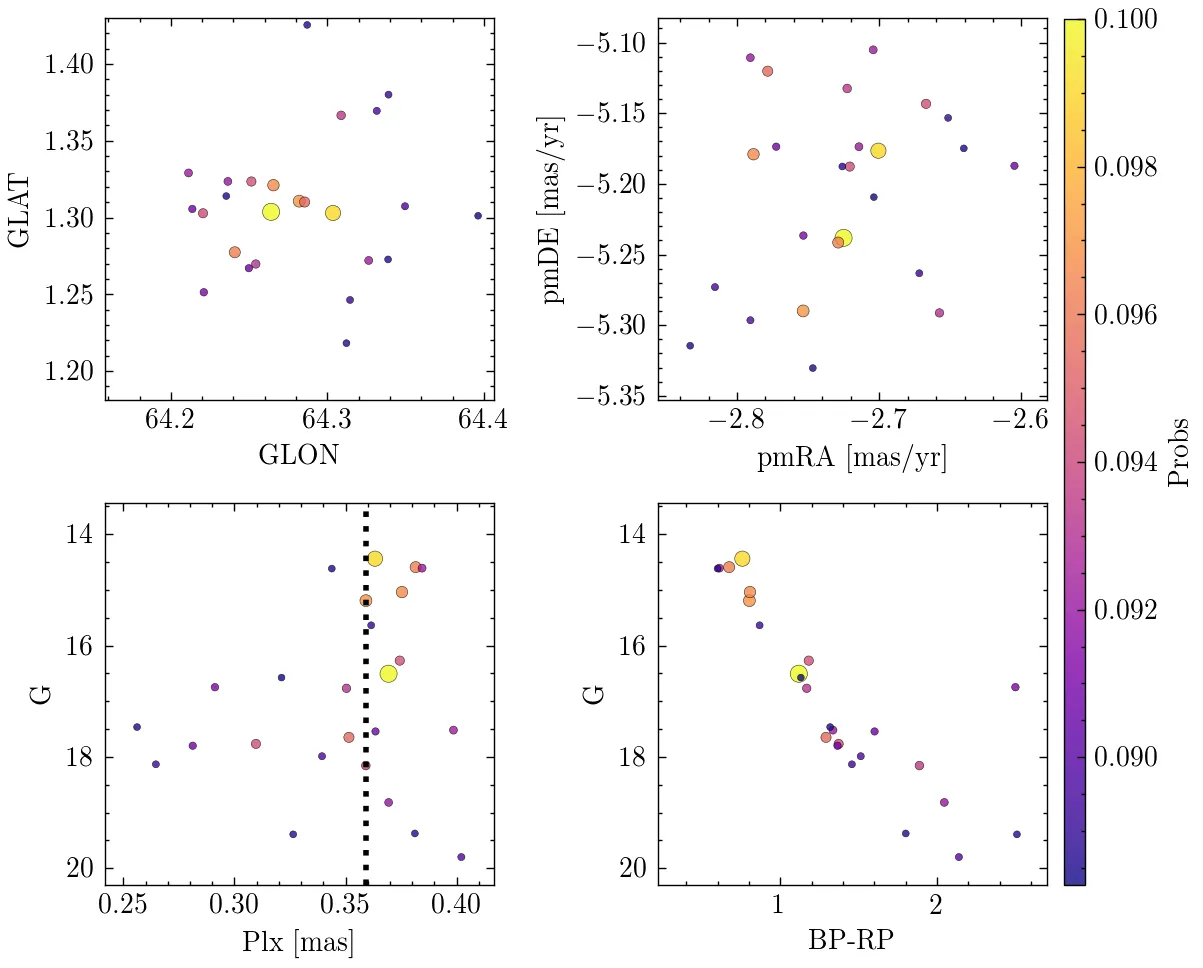 1.40
1.35
1.30
1.25
1.20
GLAT
64.2 64.3 64.4
GLON
−5.10
−5.15
−5.20
−5.25
−5.30
−5.35
pmDE [mas/yr]
−2.8 −2.7 −2.6
pmRA [mas/yr]
14
16
18
20
G
0.25 0.30 0.35 0.40
Plx [mas]
14
16
18
20
G
1 2
BP-RP
0.100
0.098
0.096
0.094
0.092
0.090
Probs